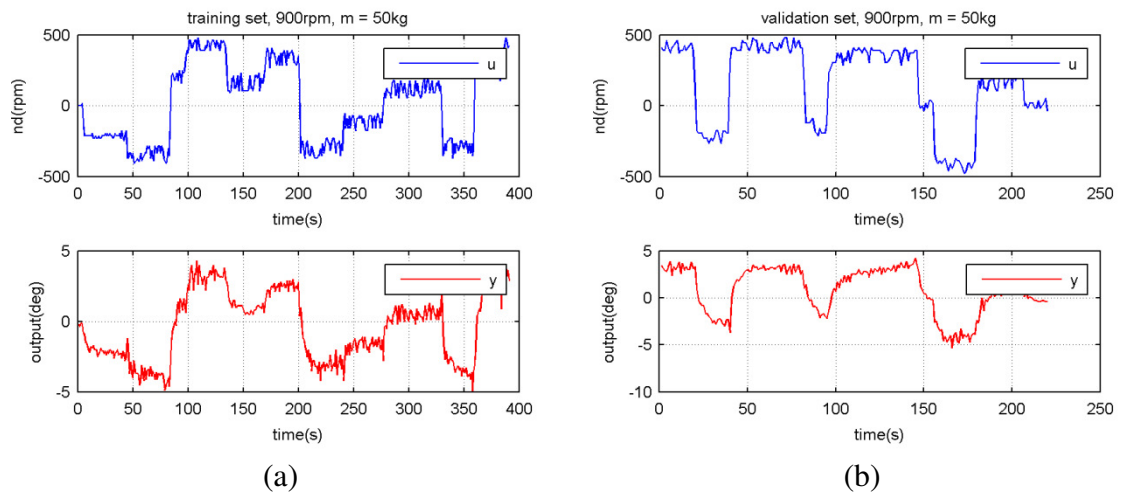 training set, 900rpm, m = 50kg
500
0
-500
nd(rpm)
u
0 50 100 150 200 250 300 350 400
time(s)
5
0
-5
output(deg)
y
0 50 100 150 200 250 300 350 400
time(s)
(a)
validation set, 900rpm, m = 50kg
500
0
-500
nd(rpm)
u
0 50 100 150 200 250
time(s)
5
0
-5
-10
output(deg)
y
0 50 100 150 200 250
time(s)
(b)